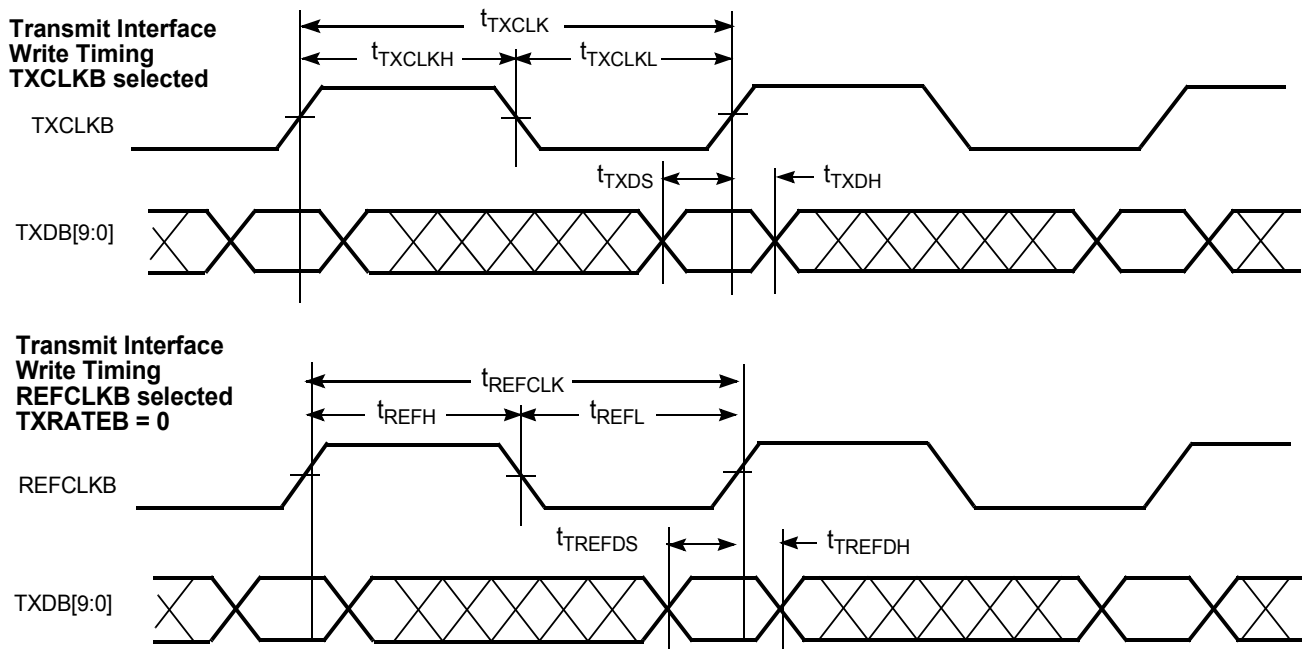 Transmit Interface
Write Timing
TXCLKB selected
tTXCLK
tTXCLKH
tTXCLKL
TXCLKB
tTXDS
tTXDH
TXDB[9:0]
Transmit Interface
Write Timing
REFCLKB selected
TXRATEB = 0
tREFCLK
tREFH
tREFL
REFCLKB
tTREFDS
tTREFDH
TXDB[9:0]